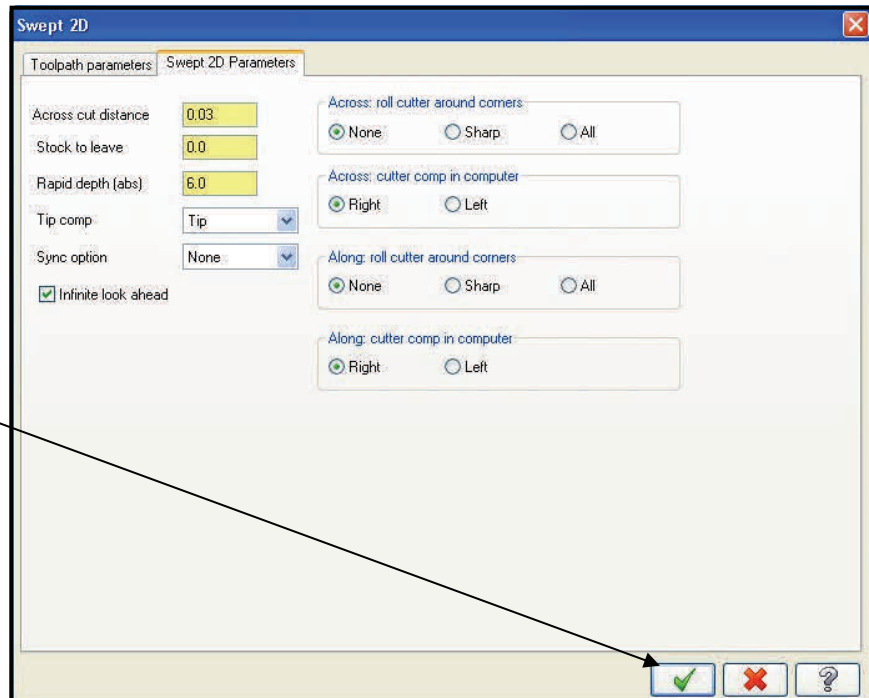 Swept 2D
Toolpath parameters Swept 2D Parameters
Across cut distance 0.03
Stock to leave 0.0
Rapid depth (abs) 6.0
Tip comp Tip
Sync option None
Infinite look ahead
Across: roll cutter around corners
None Sharp All
Across: cutter comp in computer
Right Left
Along: roll cutter around corners
None Sharp All
Along: cutter comp in computer
Right Left
?